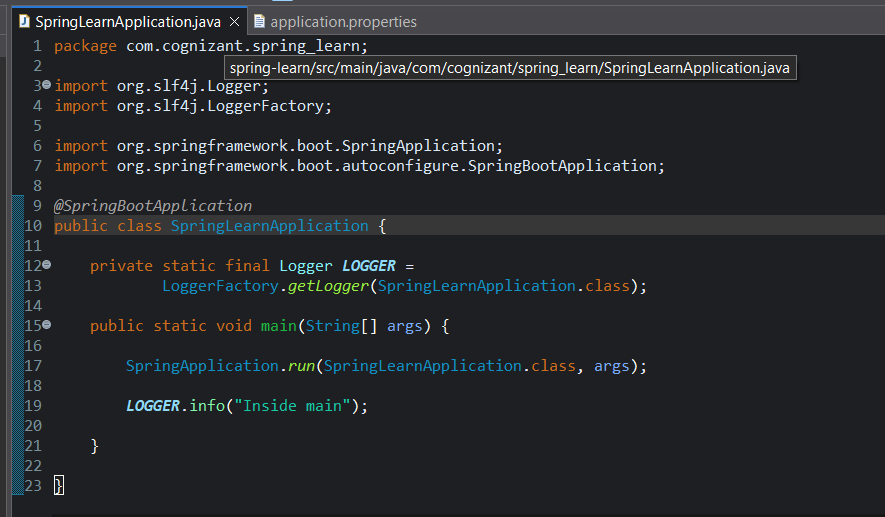 SpringLearnApplication.java application.properties
1 package com.cognizant.spring_learn;
2
spring-learn/src/main/java/com/cognizant/spring_learn/SpringLearnApplication.java
3 import org.slf4j.Logger;
4 import org.slf4j.LoggerFactory;
5
6 import org.springframework.boot.SpringApplication;
7 import org.springframework.boot.autoconfigure.SpringBootApplication;
8
9 @SpringBootApplication
10 public class SpringLearnApplication {
11
12     private static final Logger LOGGER =
13             LoggerFactory.getLogger(SpringLearnApplication.class);
14
15     public static void main(String[] args) {
16
17         SpringApplication.run(SpringLearnApplication.class, args);
18
19         LOGGER.info("Inside main");
20
21     }
22
23 }